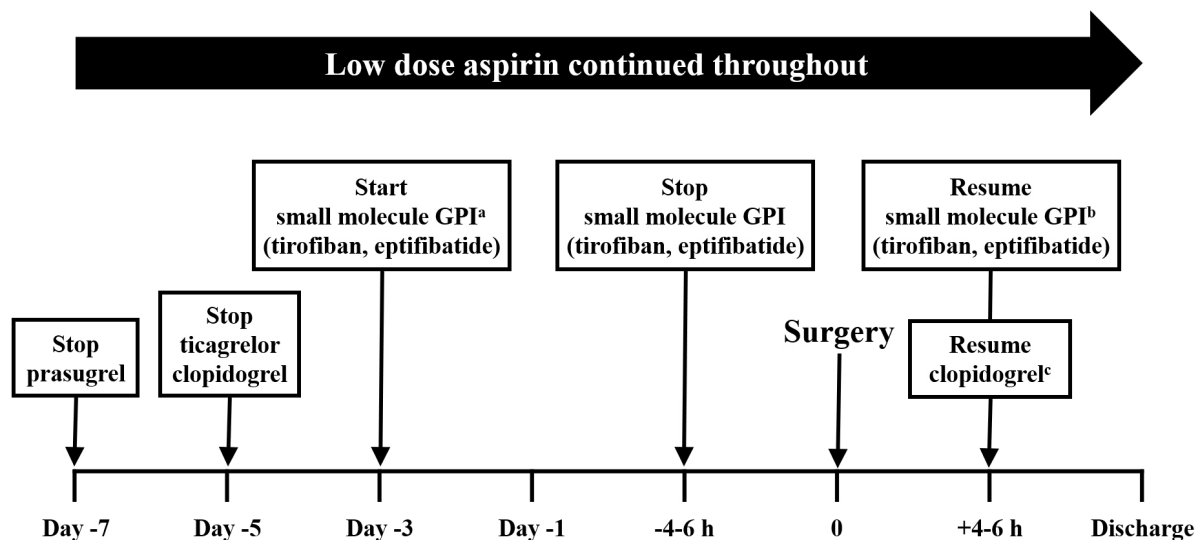 Low dose aspirin continued throughout
Start
small molecule GPIᵃ
(tirofiban, eptifibatide)
Stop
small molecule GPI
(tirofiban, eptifibatide)
Resume
small molecule GPIᵇ
(tirofiban, eptifibatide)
Stop
prasugrel
Stop
ticagrelor
clopidogrel
Surgery
Resume
clopidogrelᶜ
Day -7
Day -5
Day -3
Day -1
-4-6 h
0
+4-6 h
Discharge